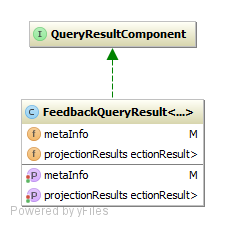 I QueryResultComponent
C FeedbackQueryResult<...>
f metaInfo M
f projectionResults ectionResult>
P metaInfo M
P projectionResults ectionResult>
Powered by yFiles